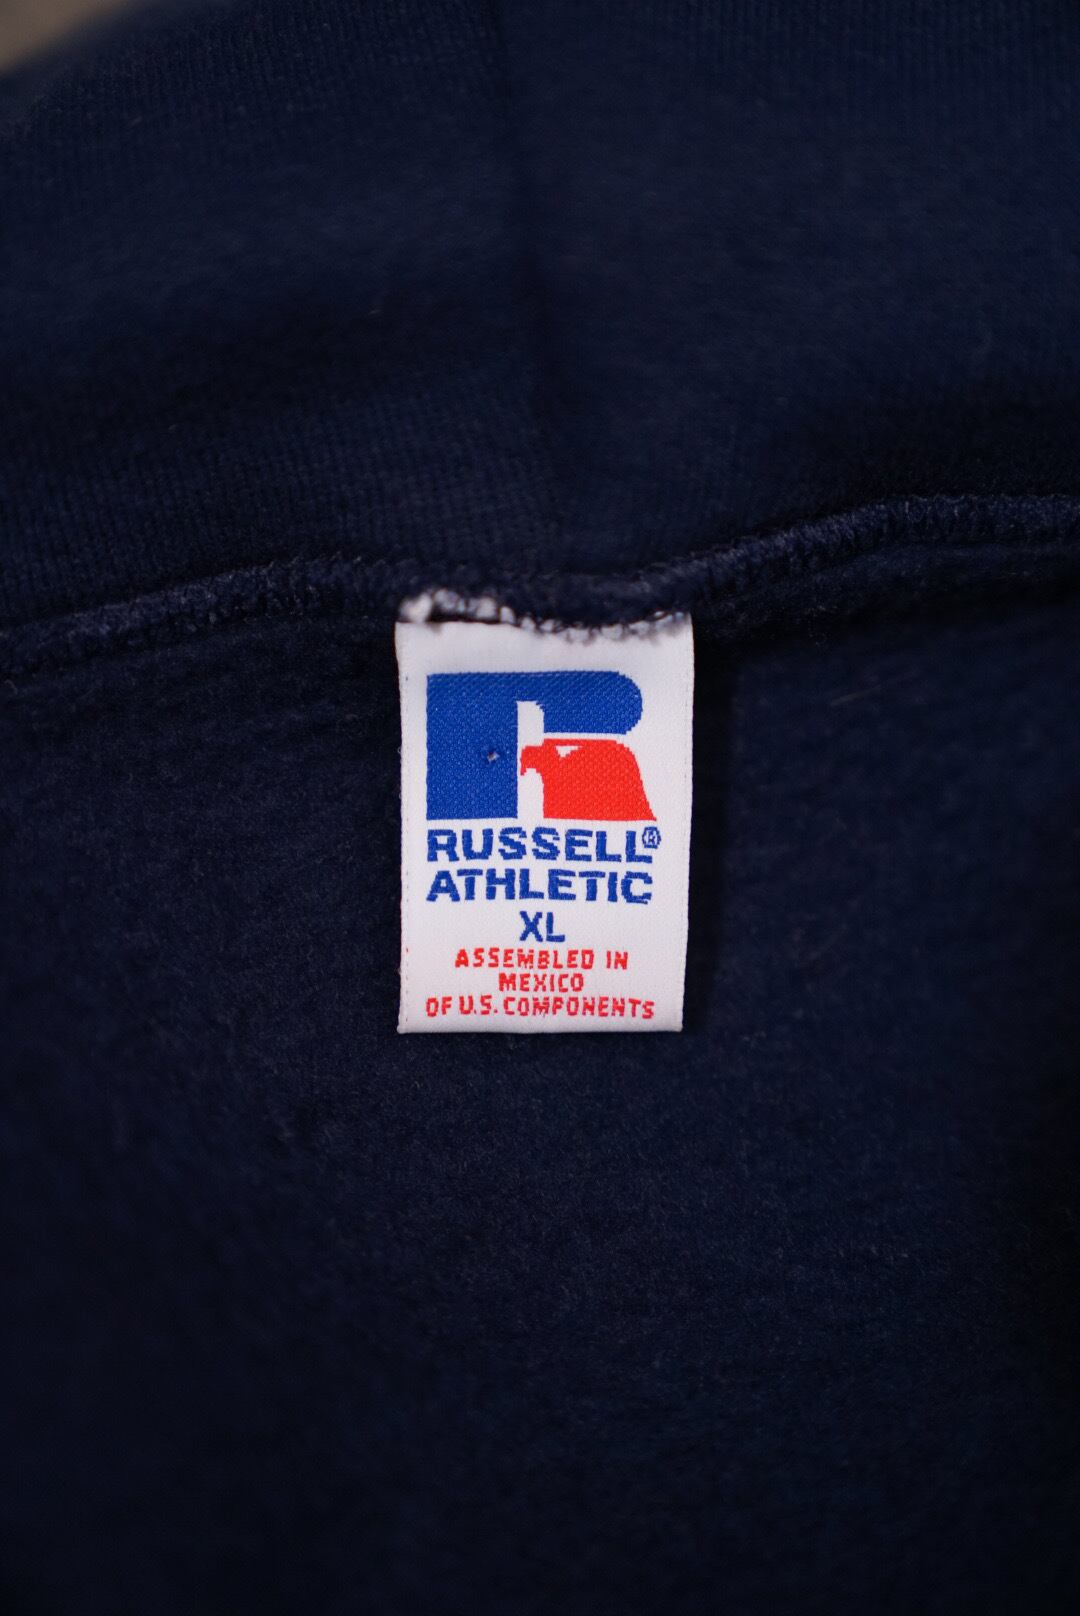 RUSSELL®
ATHLETIC
XL
ASSEMBLED IN
MEXICO
OF U.S. COMPONENTS